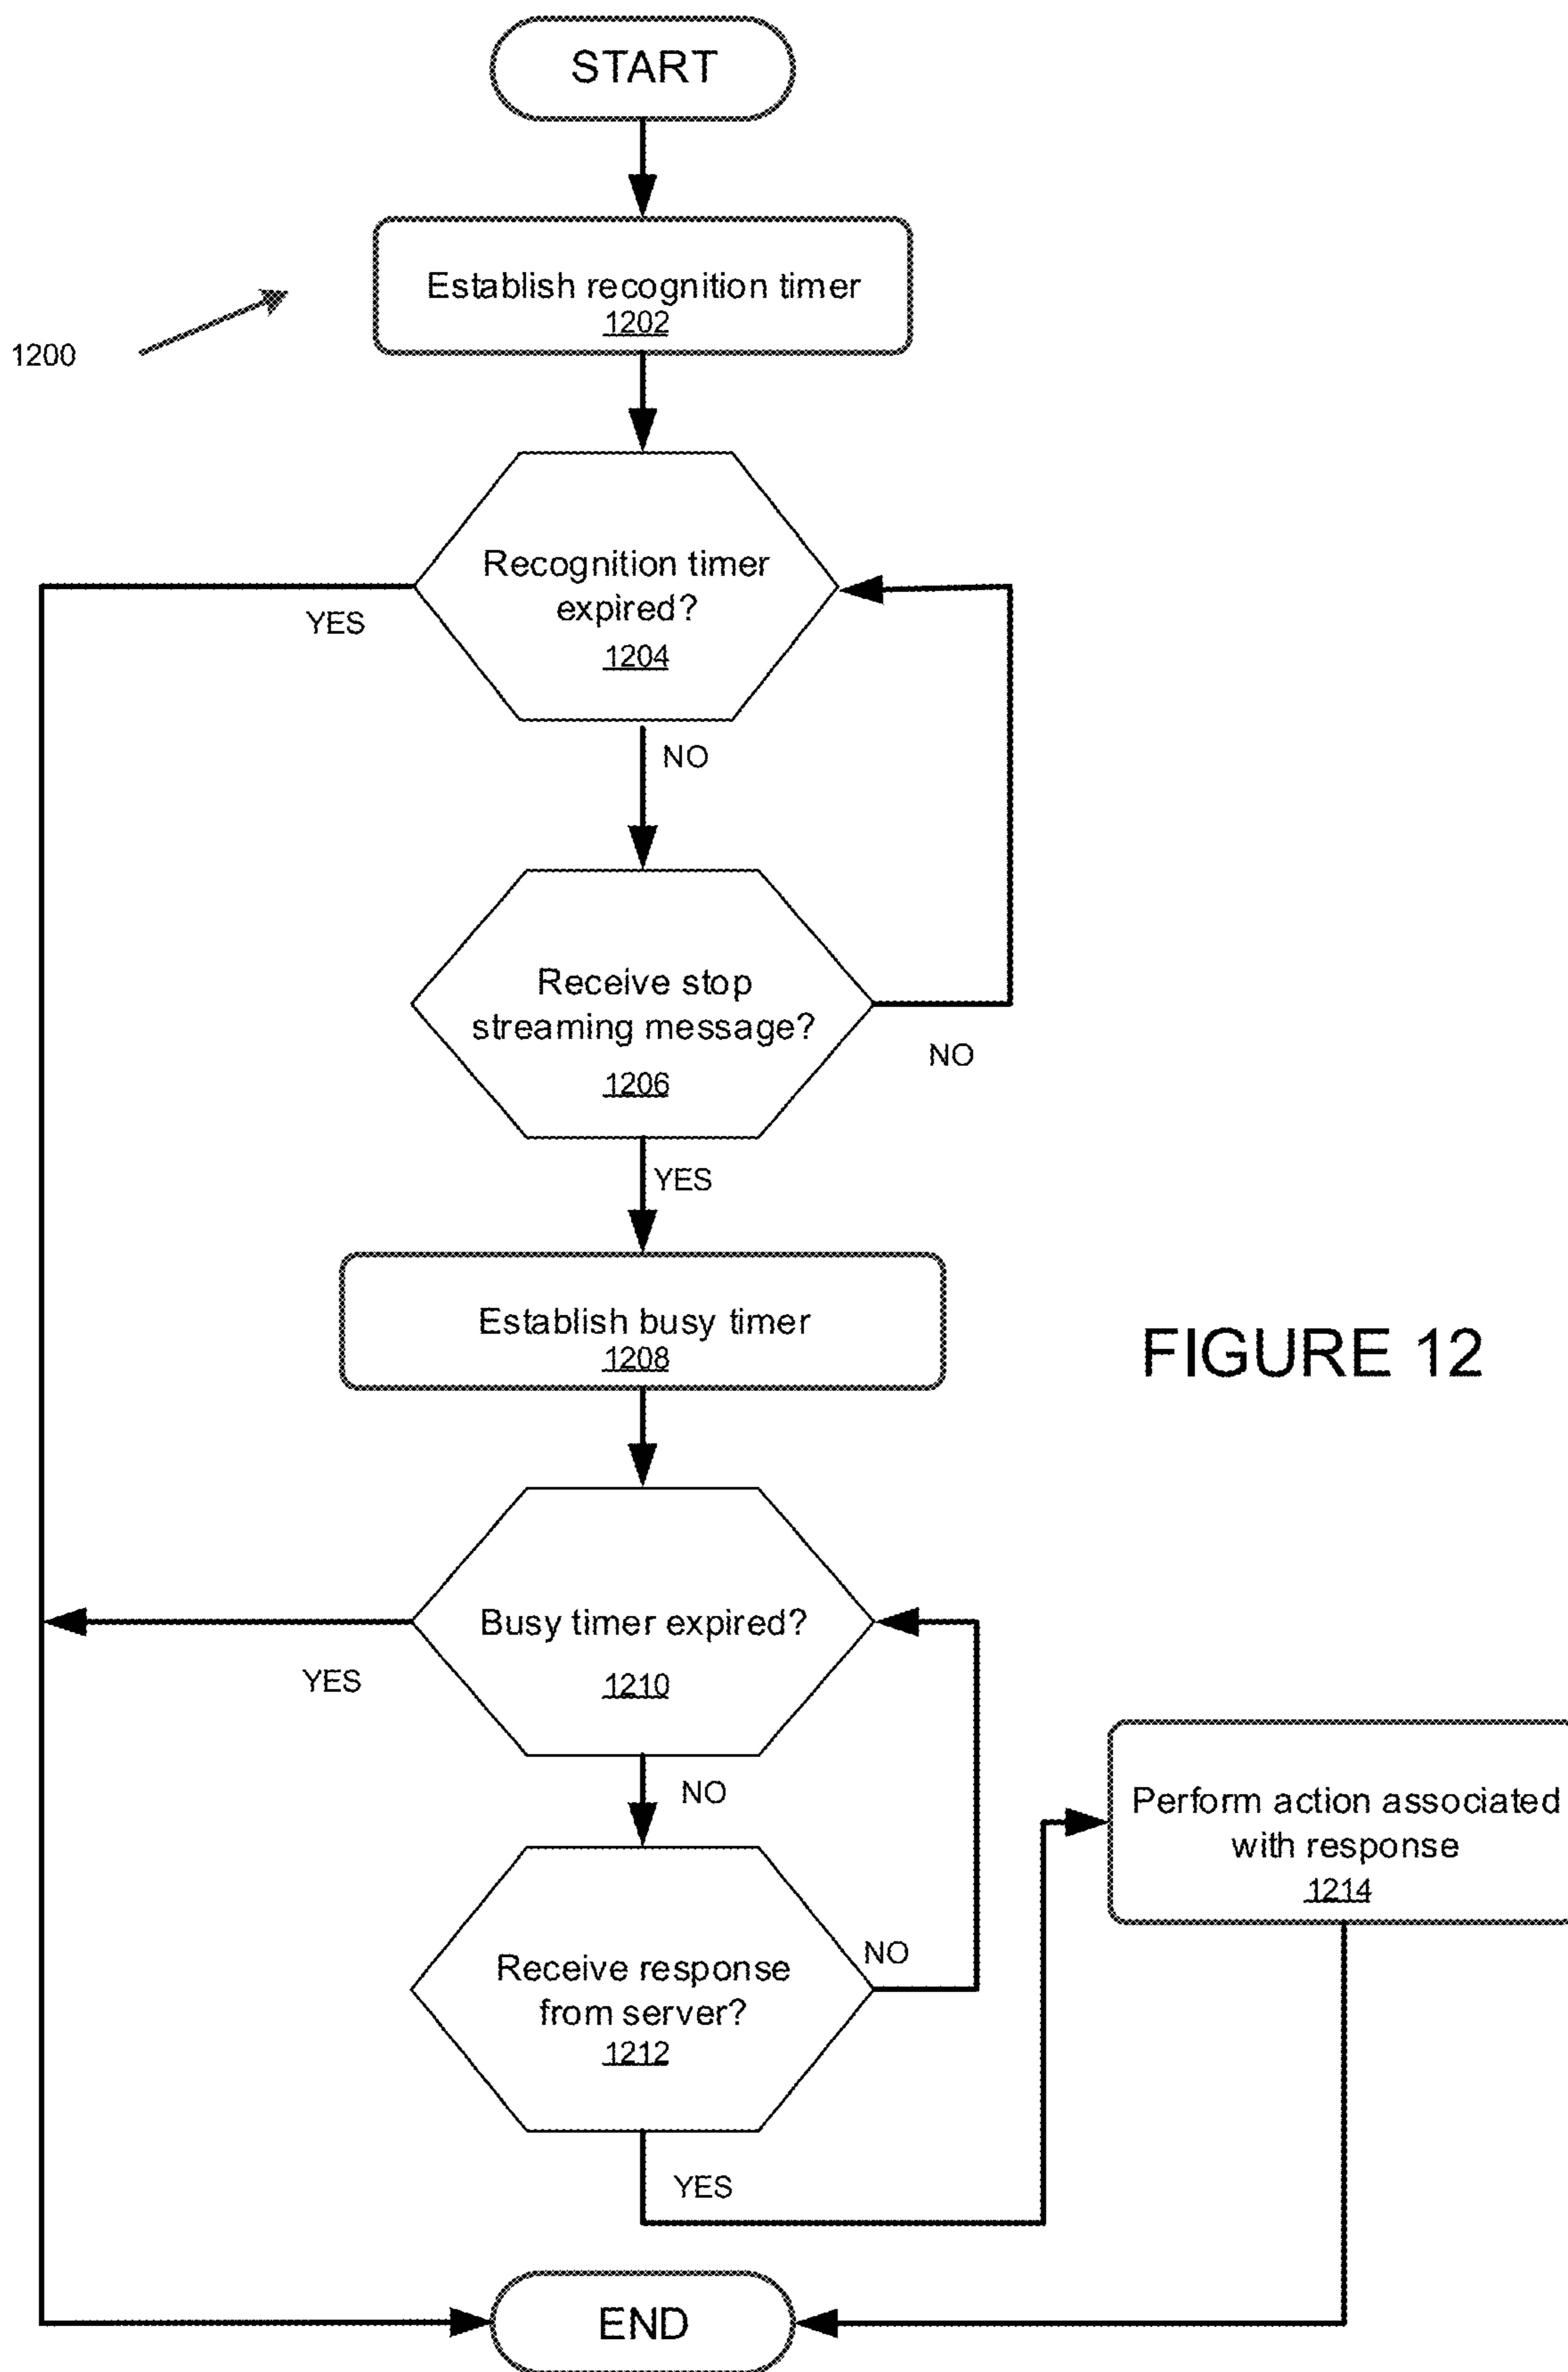 START
Establish recognition timer
1202
1200
Recognition timer
expired?
1204
YES
NO
Receive stop
streaming message?
1206
NO
YES
Establish busy timer
1208
FIGURE 12
Busy timer expired?
1210
YES
NO
Perform action associated
with response
1214
Receive response
from server?
1212
NO
YES
END